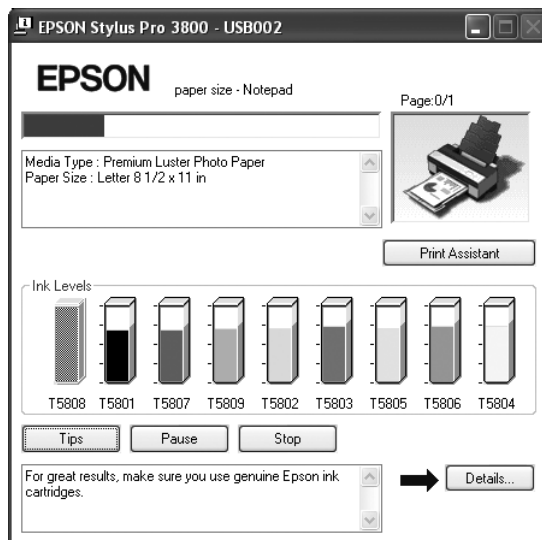 EPSON Stylus Pro 3800 - USB002
EPSON
paper size - Notepad
Page:0/1
Media Type : Premium Luster Photo Paper
Paper Size : Letter 8 1/2 x 11 in
Print Assistant
Ink Levels
T5808 T5801 T5807 T5809 T5802 T5803 T5805 T5806 T5804
Tips Pause Stop
For great results, make sure you use genuine Epson ink
cartridges.
Details...